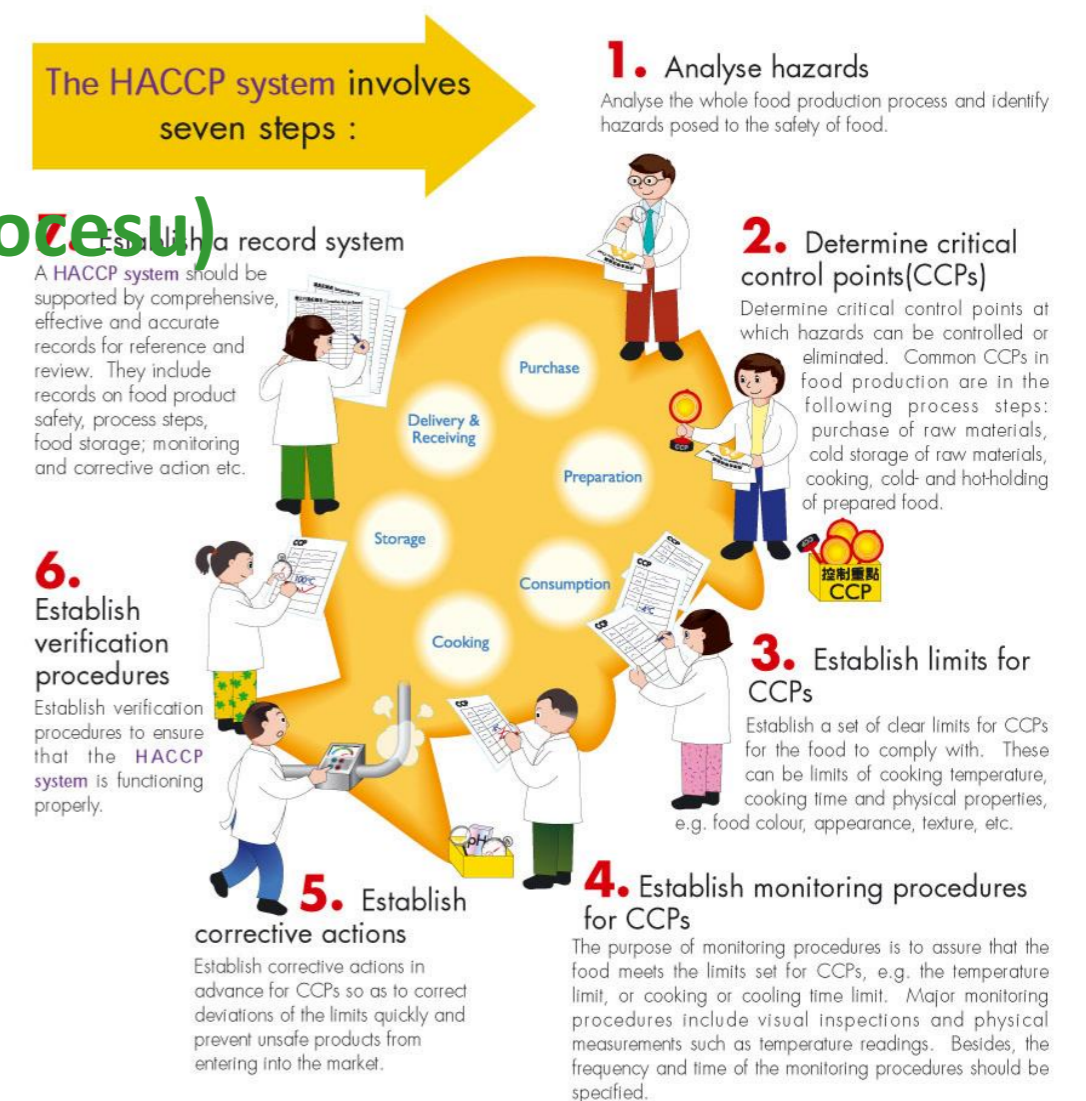 The HACCP system involves
seven steps :
1. Analyse hazards
Analyse the whole food production process and identify
hazards posed to the safety of food.
2. Determine critical
control points(CCPs)
Determine critical control points at
which hazards can be controlled or
eliminated. Common CCPs in
food production are in the
following process steps:
purchase of raw materials,
cold storage of raw materials,
cooking, cold- and hot-holding
of prepared food.
控制重點
CCP
CCP
3. Establish limits for
CCPs
Establish a set of clear limits for CCPs
for the food to comply with. These
can be limits of cooking temperature,
cooking time and physical properties,
e.g. food colour, appearance, texture, etc.
4. Establish monitoring procedures
for CCPs
The purpose of monitoring procedures is to assure that the
food meets the limits set for CCPs, e.g. the temperature
limit, or cooking or cooling time limit. Major monitoring
procedures include visual inspections and physical
measurements such as temperature readings. Besides, the
frequency and time of the monitoring procedures should be
specified.
5. Establish
corrective actions
Establish corrective actions in
advance for CCPs so as to correct
deviations of the limits quickly and
prevent unsafe products from
entering into the market.
6.
Establish
verification
procedures
Establish verification
procedures to ensure
that the HACCP
system is functioning
properly.
ocesu)
7. Establish a record system
A HACCP system should be
supported by comprehensive,
effective and accurate
records for reference and
review. They include
records on food product
safety, process steps,
food storage; monitoring
and corrective action etc.
Purchase
Delivery &
Receiving
Preparation
Storage
Consumption
Cooking
CCP
100°C
CCP
CCP
CCP
CCP
pH